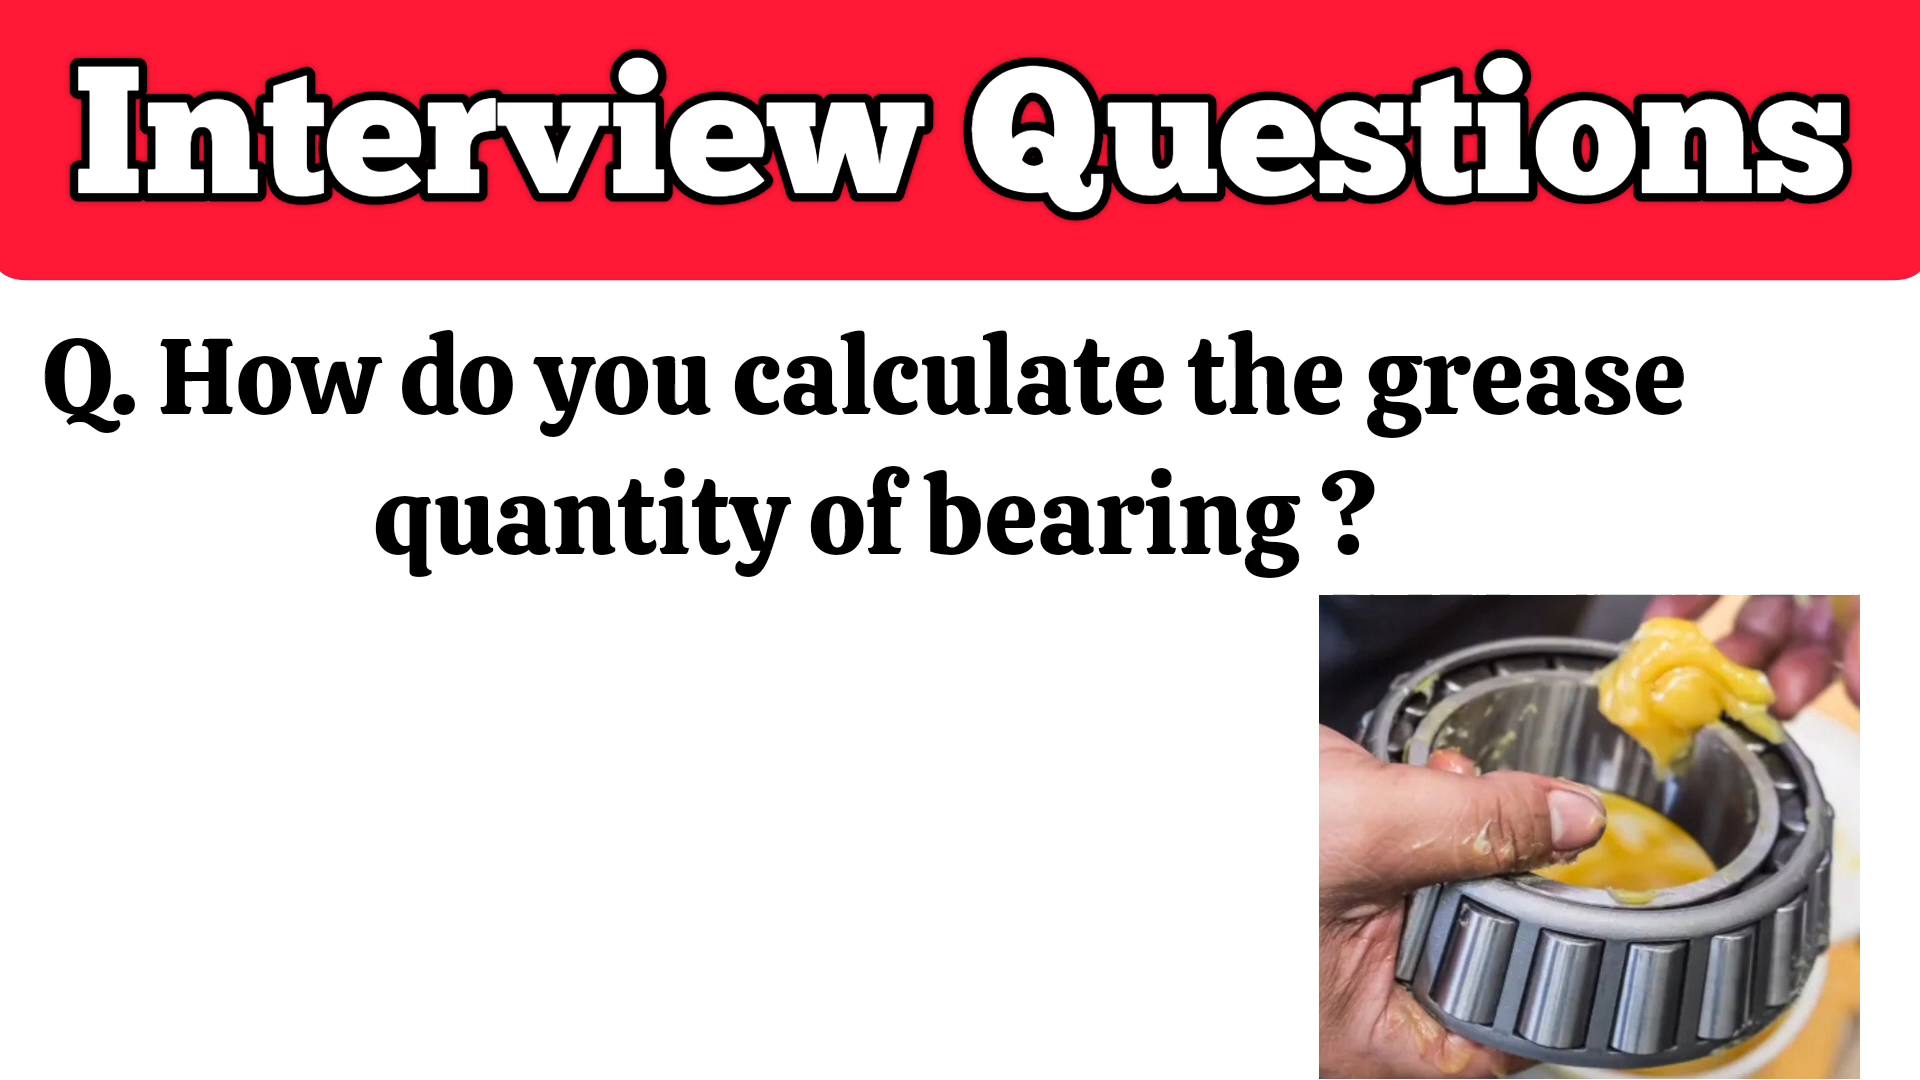 Interview Questions
Q. How do you calculate the grease
quantity of bearing ?